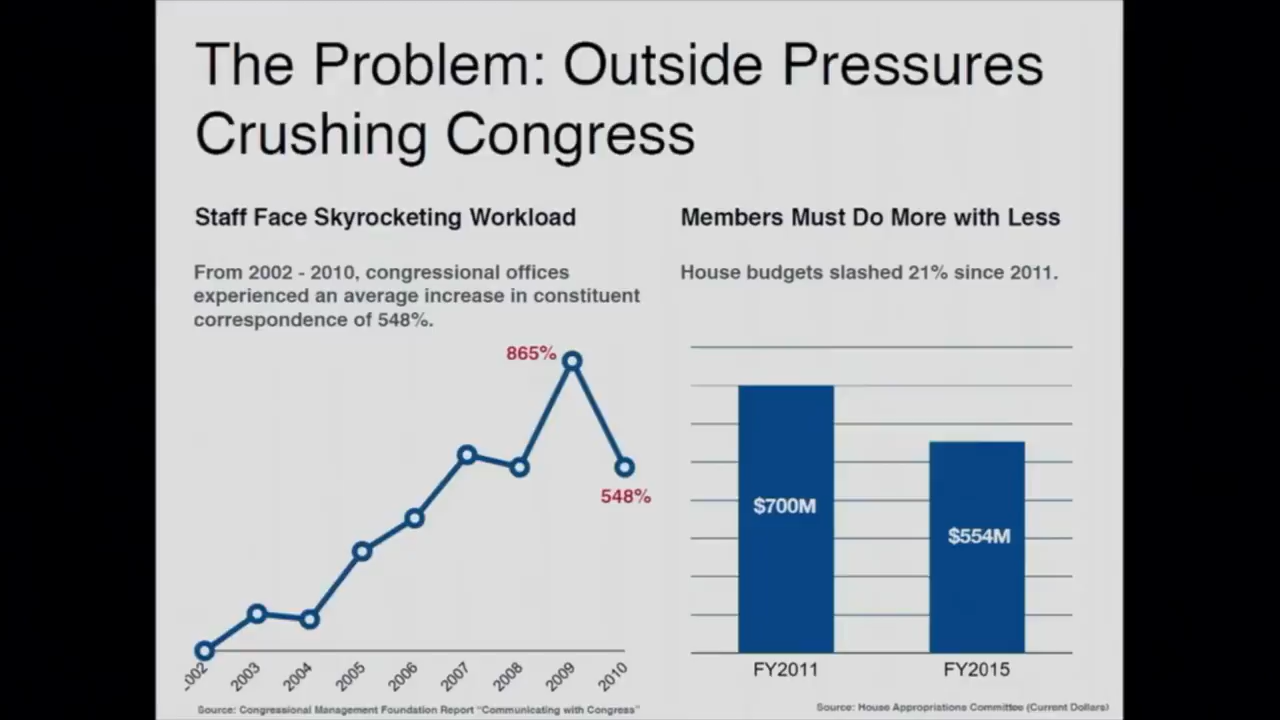 The Problem: Outside Pressures
Crushing Congress
Staff Face Skyrocketing Workload
From 2002 - 2010, congressional offices
experienced an average increase in constituent
correspondence of 548%.
865%
548%
2003
2004
2005
2006
2007
2008
2009
2010
Source: Congressional Management Foundation Report "Communicating with Congress"
Members Must Do More with Less
House budgets slashed 21% since 2011.
$700M
$554M
FY2011
FY2015
Source: House Appropriations Committee (Current Dollars)